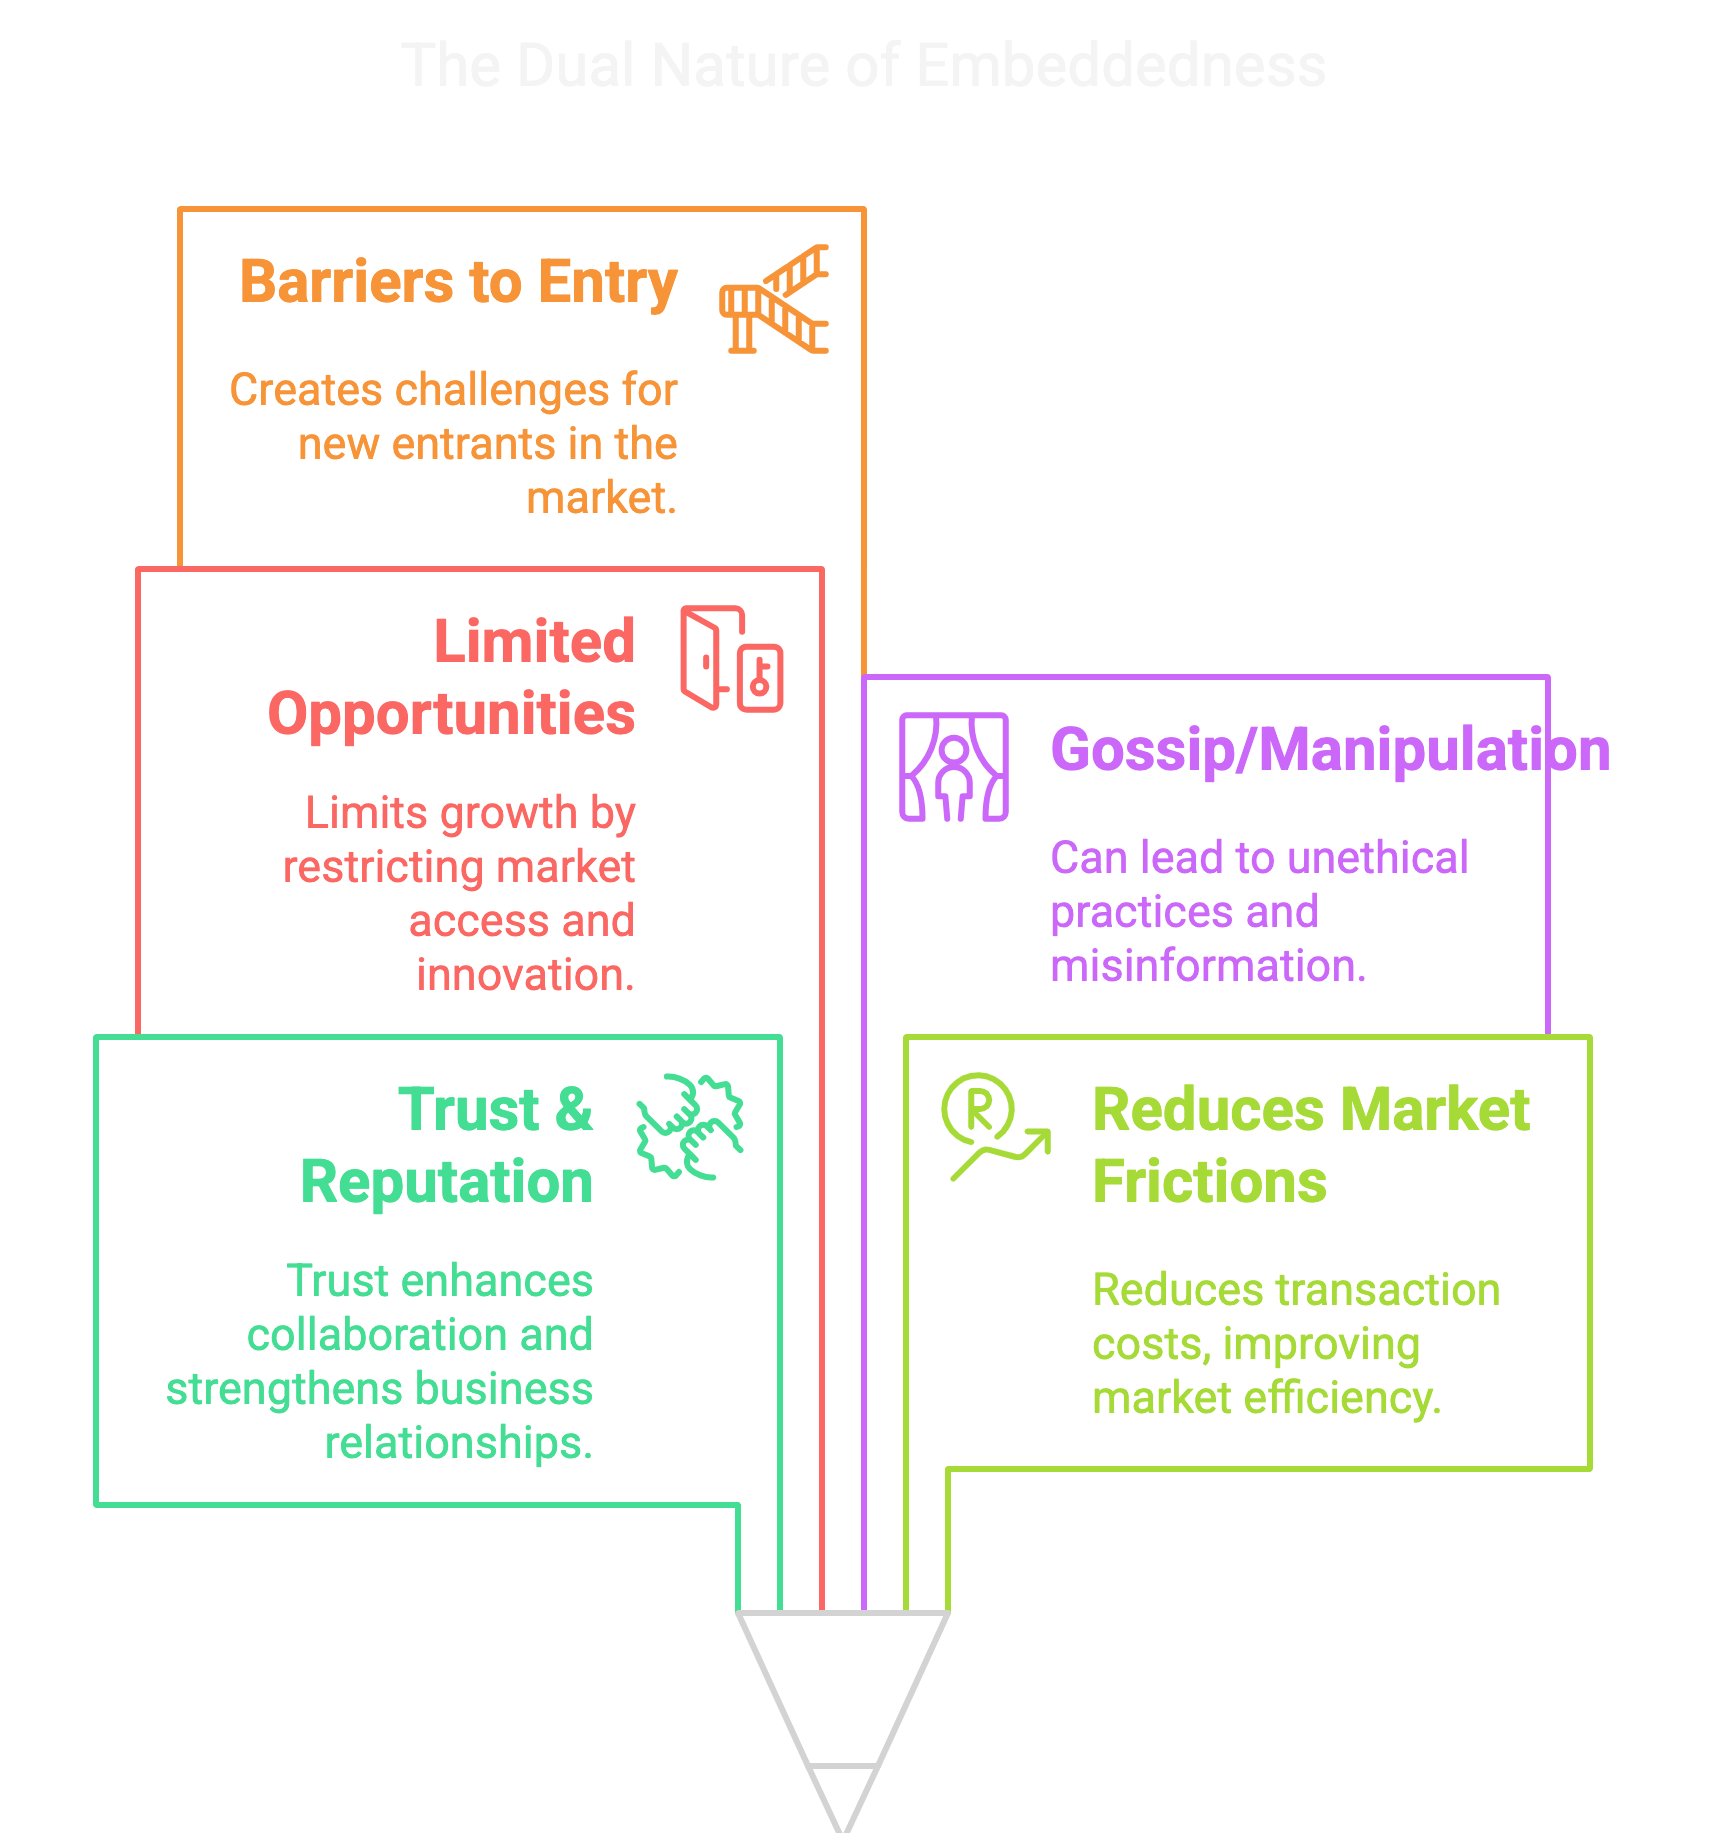 The Dual Nature of Embeddedness
Barriers to Entry
Creates challenges for
new entrants in the
market.
Limited
Opportunities
Limits growth by
restricting market
access and
innovation.
Gossip/Manipulation
Can lead to unethical
practices and
misinformation.
Trust &
Reputation
Trust enhances
collaboration and
strengthens business
relationships.
R
Reduces Market
Frictions
Reduces transaction
costs, improving
market efficiency.